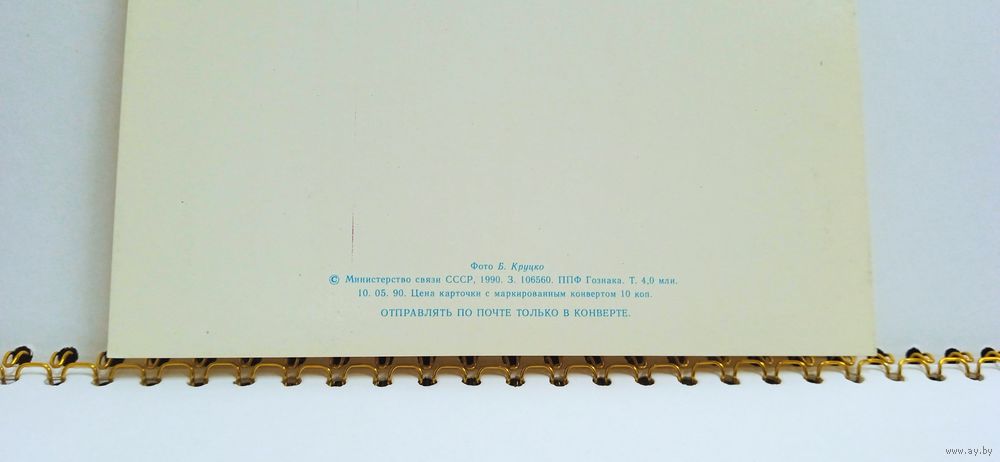 Фото Б. Круцко
© Министерство связи СССР, 1990. З. 106560. ППФ Гознака. Т. 4,0 млн.
10. 05. 90. Цена карточки с маркированным конвертом 10 коп.
ОТПРАВЛЯТЬ ПО ПОЧТЕ ТОЛЬКО В КОНВЕРТЕ.
www.ay.by